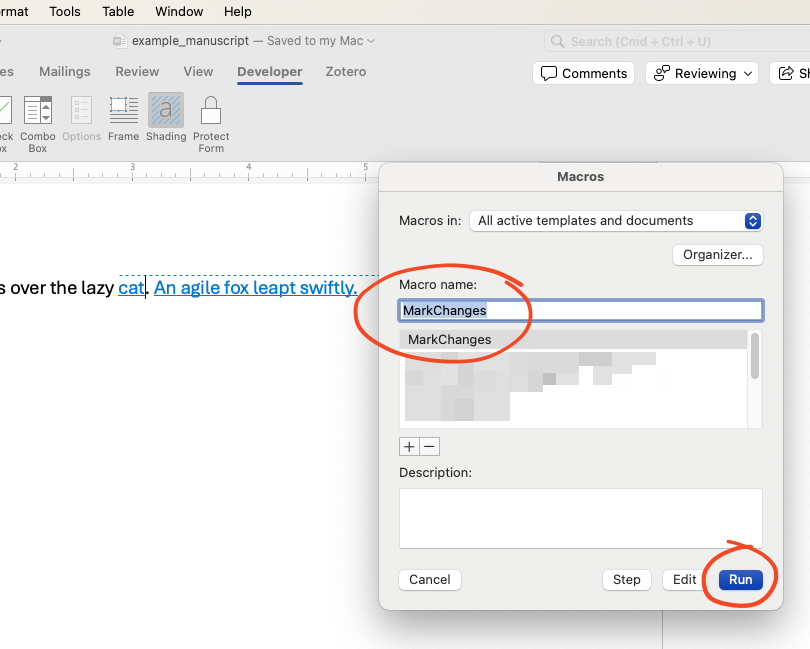 rmat Tools Table Window Help
example_manuscript — Saved to my Mac
Search (Cmd + Ctrl + U)
es Mailings Review View Developer Zotero
Comments Reviewing Sh
eck Combo Options Frame Shading Protect
ox Box Form
2 3 4 5
Macros
Macros in: All active templates and documents
Organizer...
s over the lazy cat. An agile fox leapt swiftly.
Macro name:
MarkChanges
MarkChanges
Description:
Cancel Step Edit Run